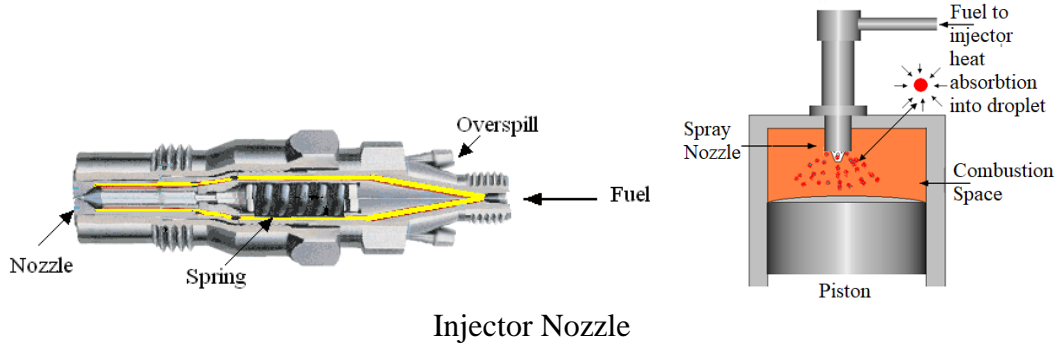 Overspill
Fuel
Nozzle
Spring
Fuel to
injector
heat
absorbtion
into droplet
Spray
Nozzle
Combustion
Space
Piston
Injector Nozzle